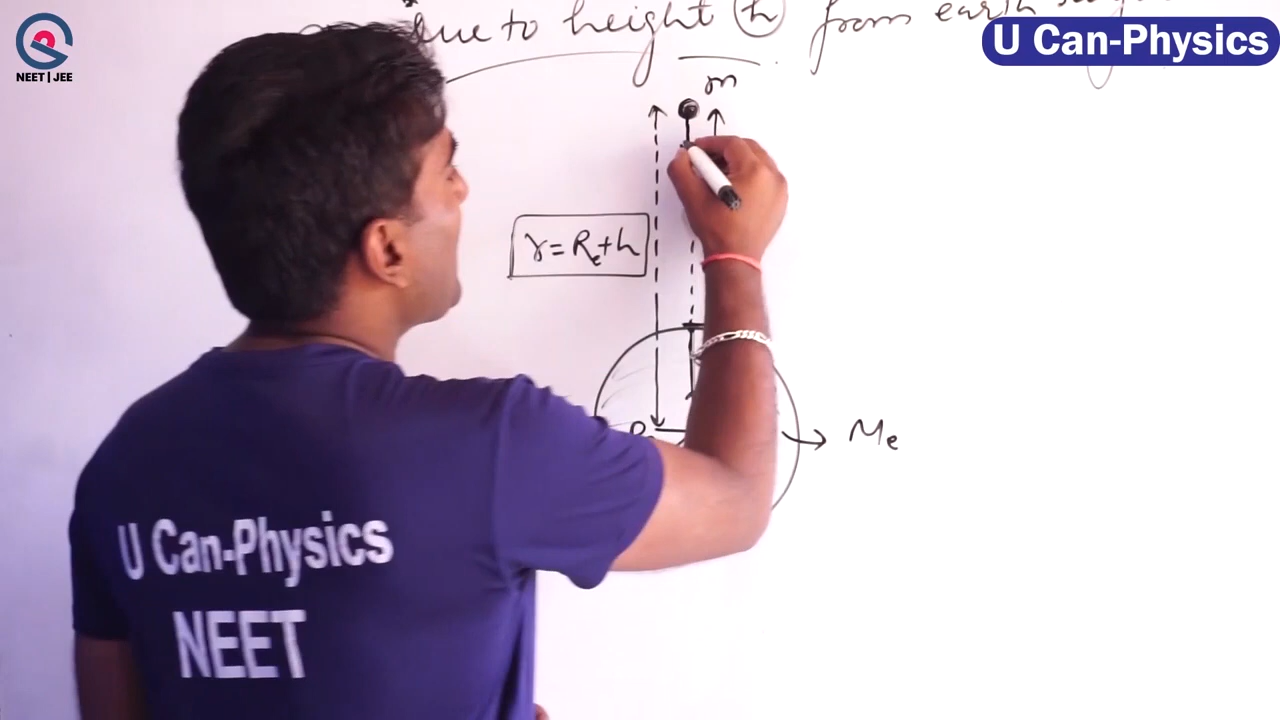 due to height (h) from earth
U Can-Physics
NEET | JEE
m
r = Re + h
Me
U Can-Physics
NEET